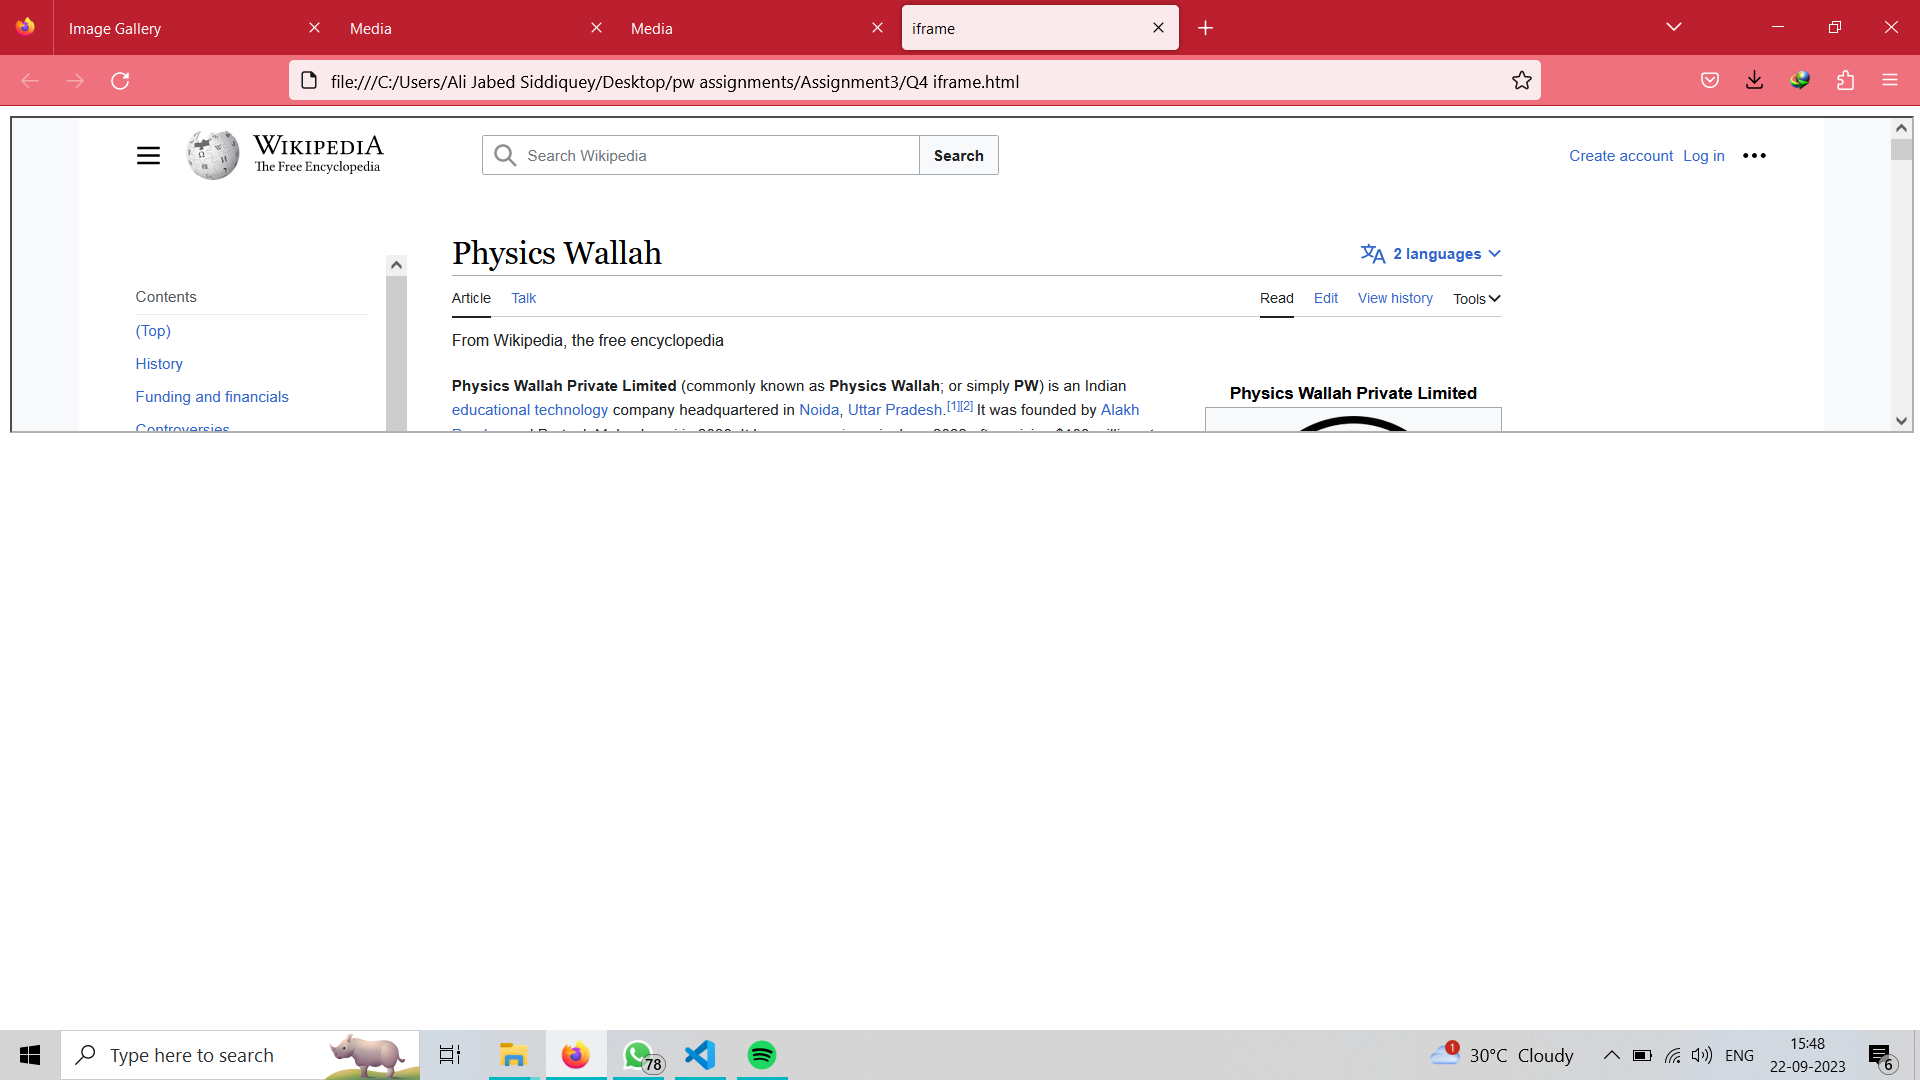 Image Gallery
Media
Media
iframe
file:///C:/Users/Ali Jabed Siddiquey/Desktop/pw assignments/Assignment3/Q4 iframe.html
WIKIPEDIA
The Free Encyclopedia
Search Wikipedia
Search
Create account Log in
Physics Wallah
2 languages
Contents
Article Talk
Read Edit View history Tools
(Top)
From Wikipedia, the free encyclopedia
History
Physics Wallah Private Limited (commonly known as Physics Wallah; or simply PW) is an Indian
Physics Wallah Private Limited
Funding and financials
educational technology company headquartered in Noida, Uttar Pradesh.[1][2] It was founded by Alakh
Controversies
Type here to search
78
1
30°C Cloudy
ENG
15:48
22-09-2023
6